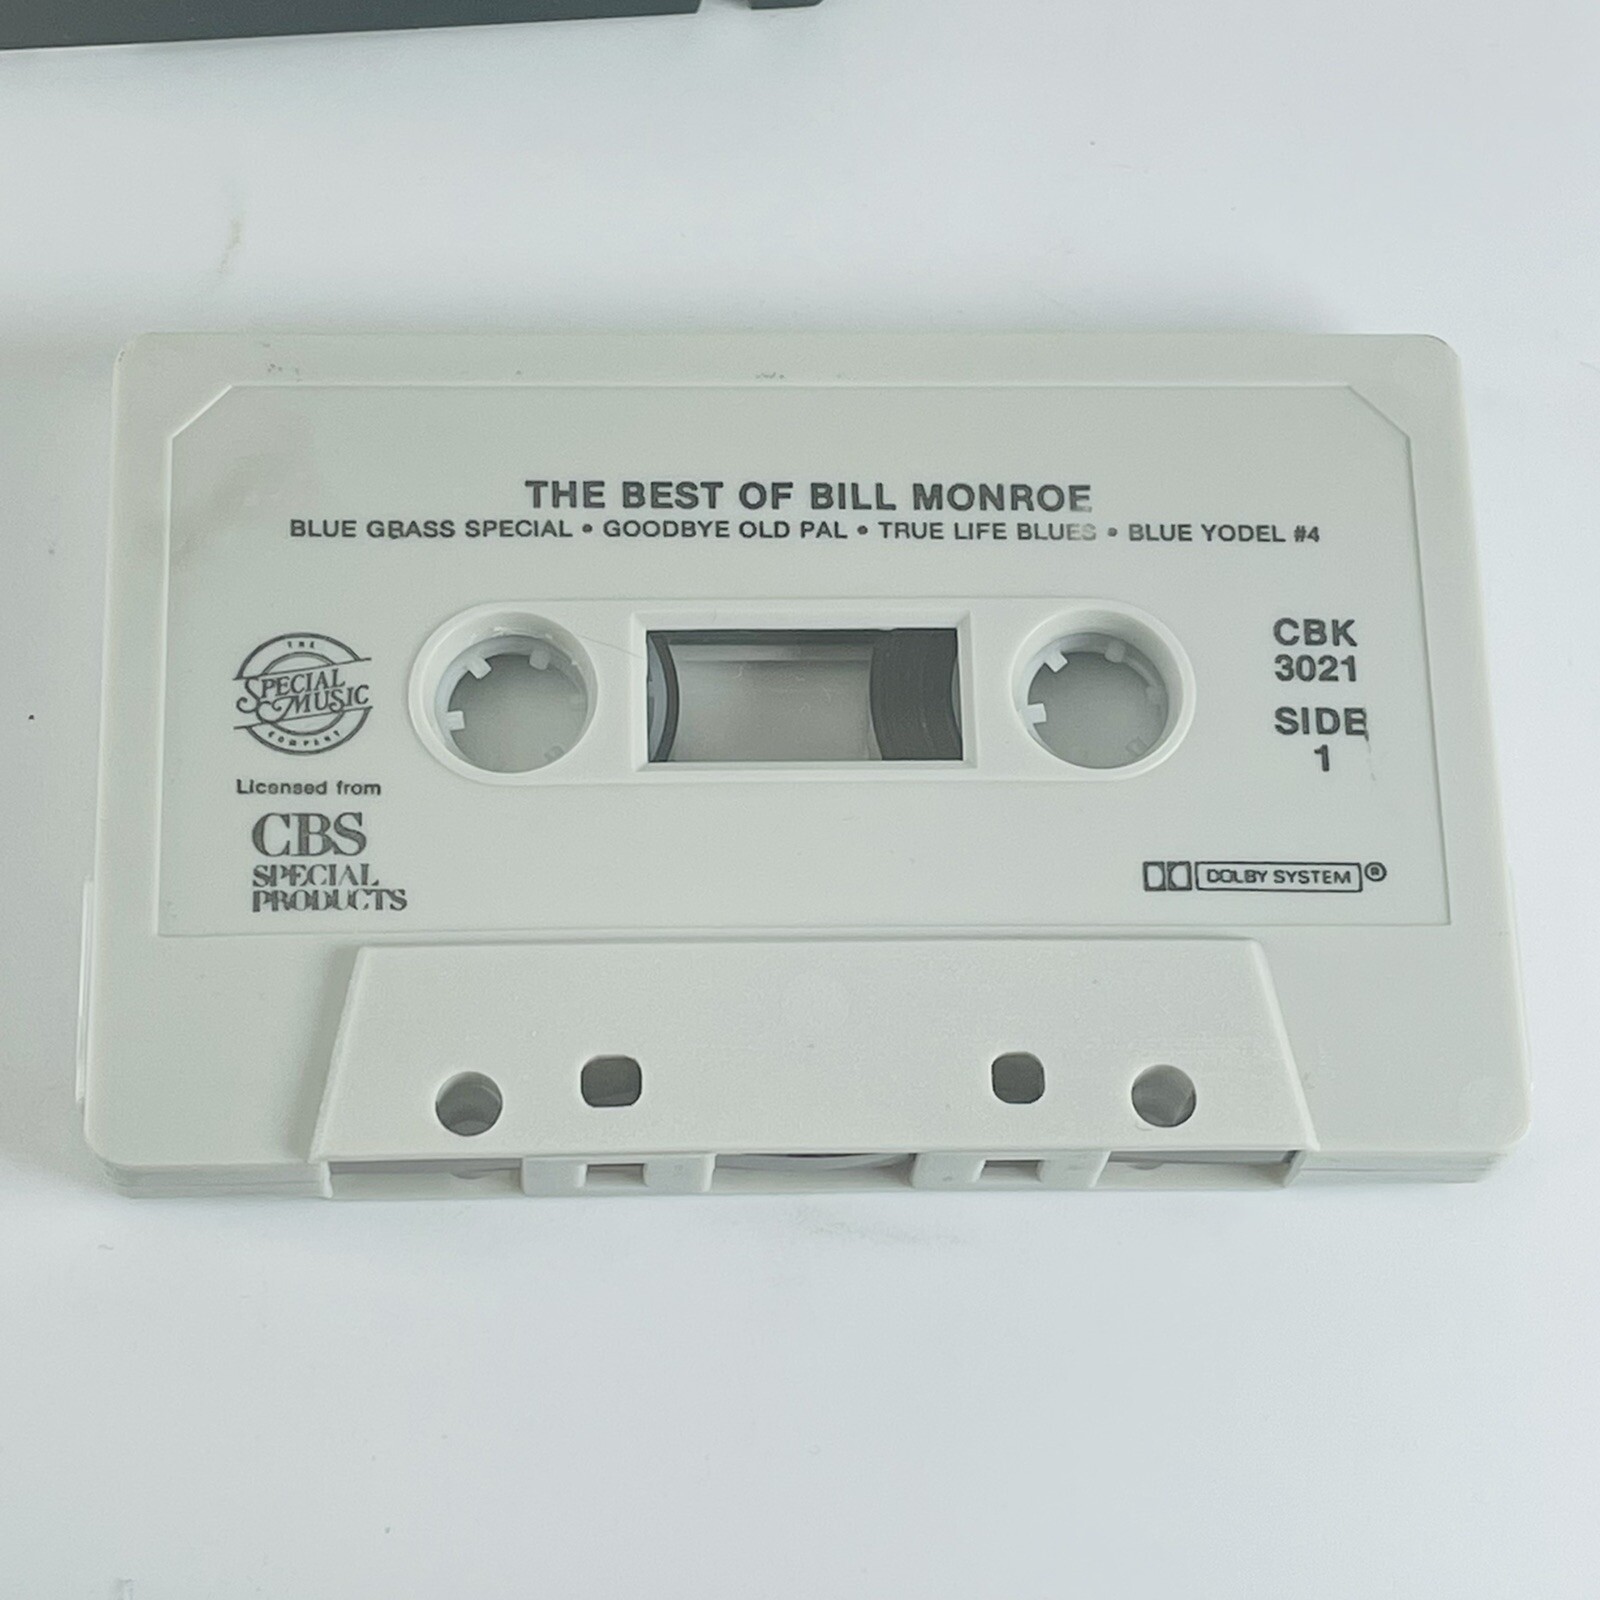 THE BEST OF BILL MONROE
BLUE GRASS SPECIAL • GOODBYE OLD PAL • TRUE LIFE BLUES • BLUE YODEL #4
THE
SPECIAL
MUSIC
COMPANY
Licensed from
CBS
SPECIAL
PRODUCTS
CBK
3021
SIDE
1
DOLBY SYSTEM ®